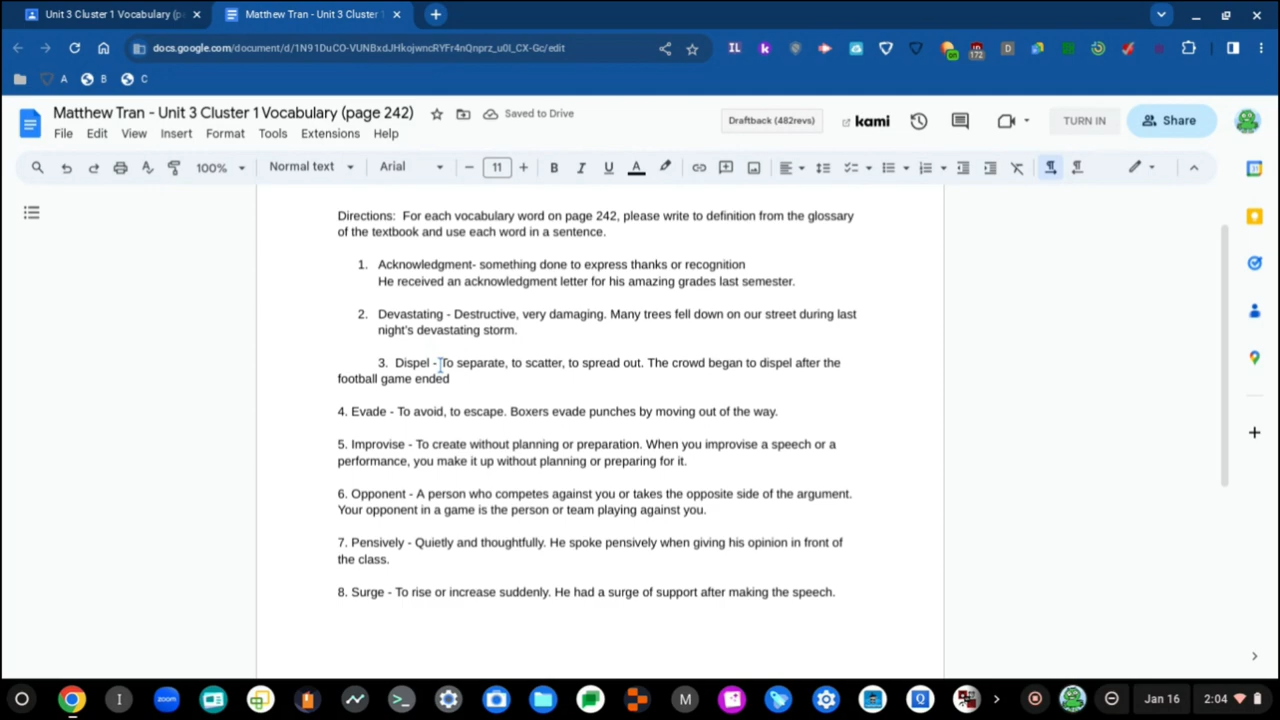 Unit 3 Cluster 1 Vocabulary (p
Matthew Tran - Unit 3 Cluster 1
docs.google.com/document/d/1N91DuCO-VUNBxdJHkojwncRYFr4nQnprz_u0I_CX-Gc/edit
IL
k
on
172
D
A
B
C
Matthew Tran - Unit 3 Cluster 1 Vocabulary (page 242)
Saved to Drive
File Edit View Insert Format Tools Extensions Help
Draftback (482revs)
kami
TURN IN
Share
100%
Normal text
Arial
11
B I U A
Directions: For each vocabulary word on page 242, please write to definition from the glossary
of the textbook and use each word in a sentence.
1. Acknowledgment- something done to express thanks or recognition
He received an acknowledgment letter for his amazing grades last semester.
2. Devastating - Destructive, very damaging. Many trees fell down on our street during last
night's devastating storm.
3. Dispel - To separate, to scatter, to spread out. The crowd began to dispel after the
football game ended
4. Evade - To avoid, to escape. Boxers evade punches by moving out of the way.
5. Improvise - To create without planning or preparation. When you improvise a speech or a
performance, you make it up without planning or preparing for it.
6. Opponent - A person who competes against you or takes the opposite side of the argument.
Your opponent in a game is the person or team playing against you.
7. Pensively - Quietly and thoughtfully. He spoke pensively when giving his opinion in front of
the class.
8. Surge - To rise or increase suddenly. He had a surge of support after making the speech.
I
zoom
M
Q
Jan 16
2:04